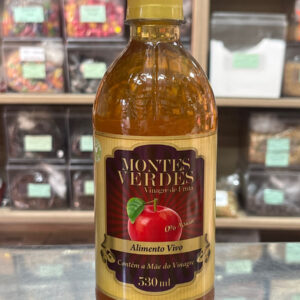 MONTES
VERDES
Vinagre de Fruta
0%
Alimento Vivo
Contém a Mãe do Vinagre
530 ml